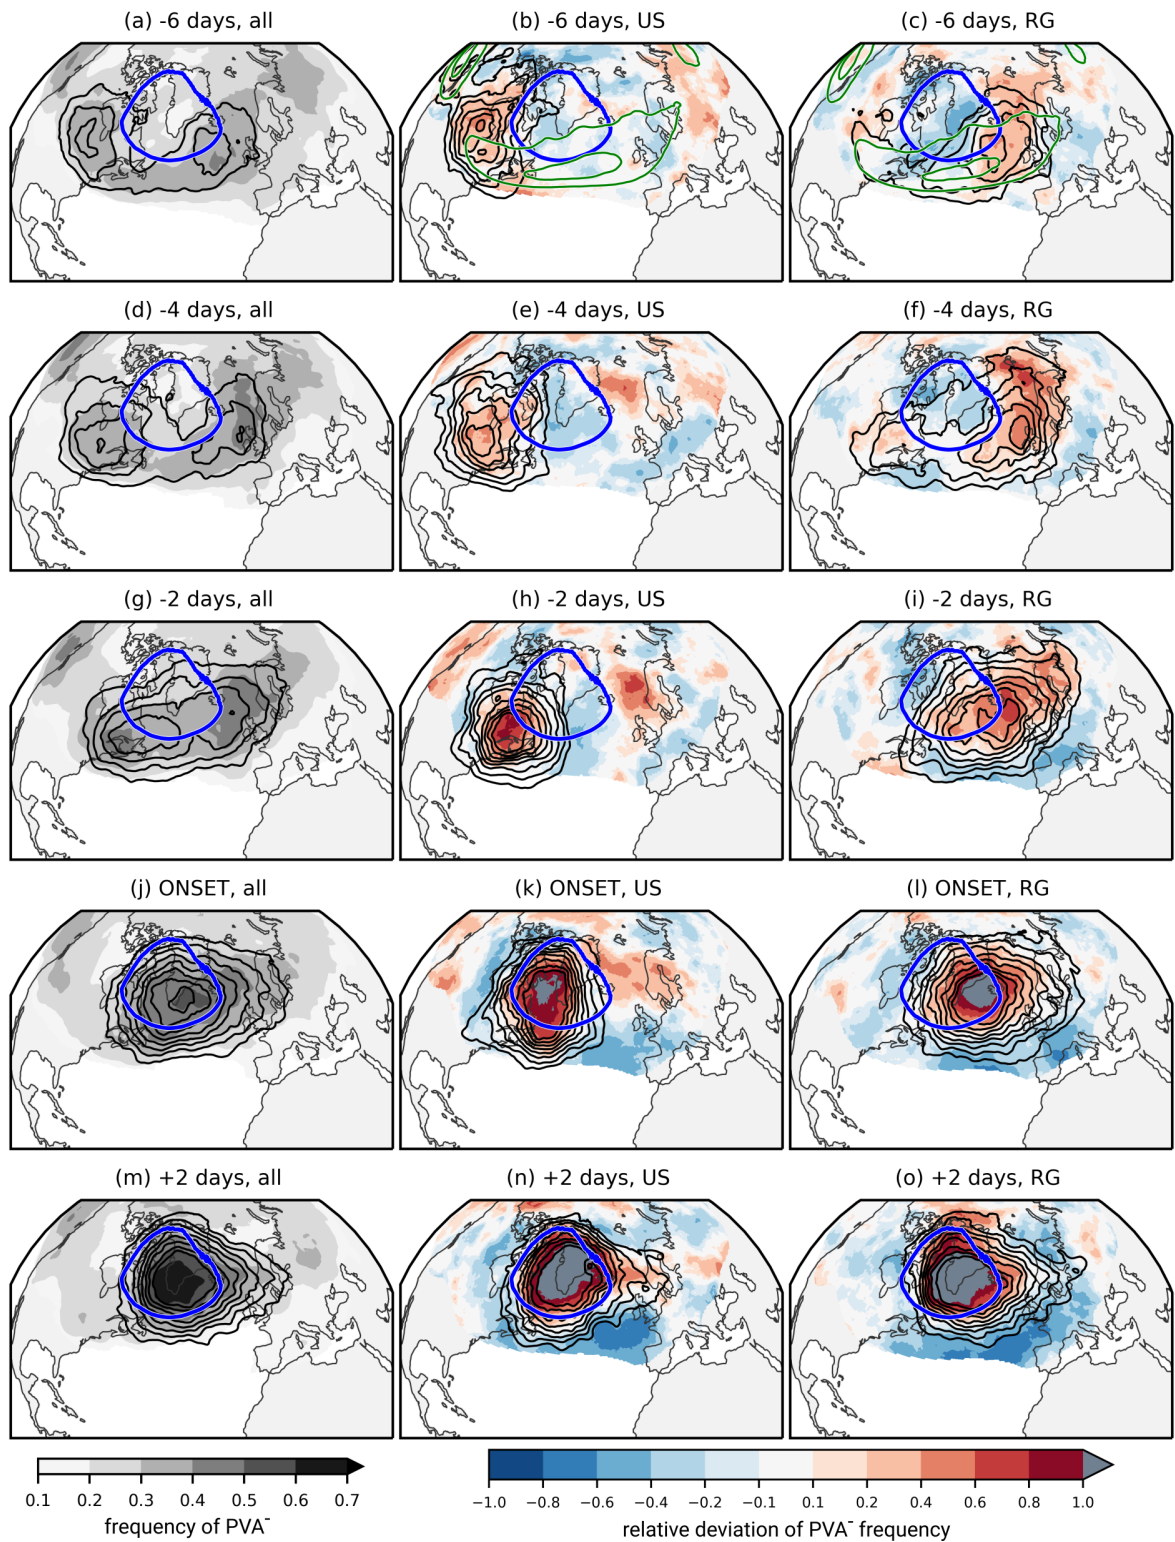 (a) -6 days, all
(b) -6 days, US
(c) -6 days, RG
(d) -4 days, all
(e) -4 days, US
(f) -4 days, RG
(g) -2 days, all
(h) -2 days, US
(i) -2 days, RG
(j) ONSET, all
(k) ONSET, US
(l) ONSET, RG
(m) +2 days, all
(n) +2 days, US
(o) +2 days, RG
0.1 0.2 0.3 0.4 0.5 0.6 0.7
frequency of PVA⁻
−1.0 −0.8 −0.6 −0.4 −0.2 −0.1 0.1 0.2 0.4 0.6 0.8 1.0
relative deviation of PVA⁻ frequency